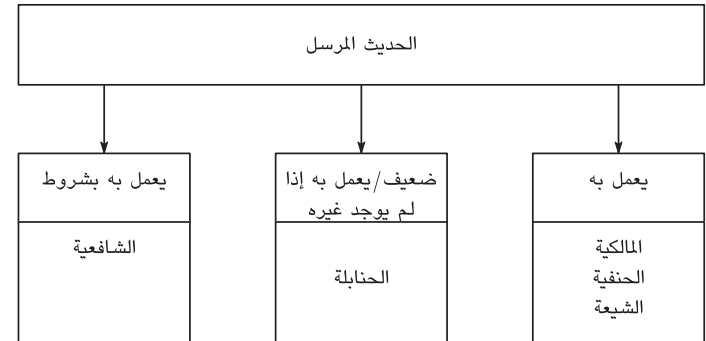 الحديث المرسل
يعمل به
المالكية
الحنفية
الشيعة
ضعيف/يعمل به إذا
لم يوجد غيره
الحنابلة
يعمل به بشروط
الشافعية